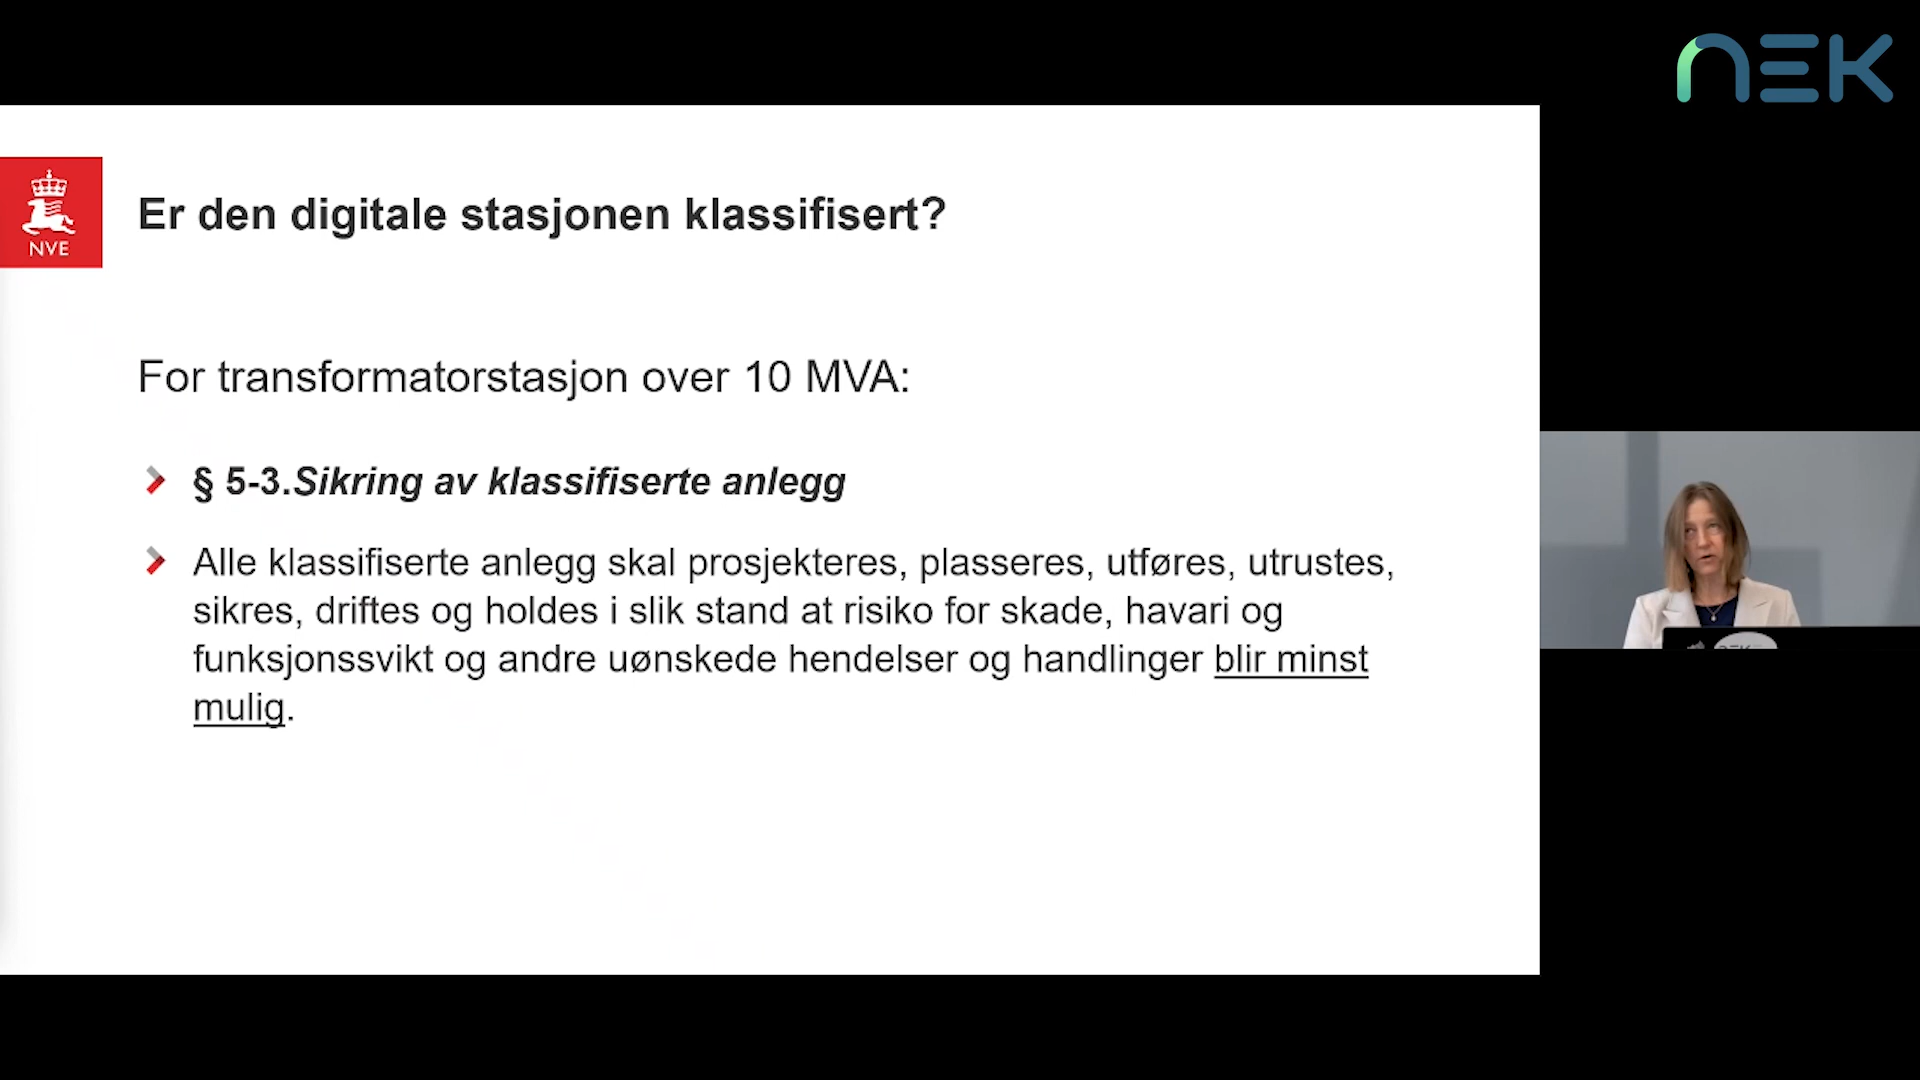 NEK
NVE
Er den digitale stasjonen klassifisert?
For transformatorstasjon over 10 MVA:
§ 5-3.Sikring av klassifiserte anlegg
Alle klassifiserte anlegg skal prosjekteres, plasseres, utføres, utrustes,
sikres, driftes og holdes i slik stand at risiko for skade, havari og
funksjonssvikt og andre uønskede hendelser og handlinger blir minst
mulig.